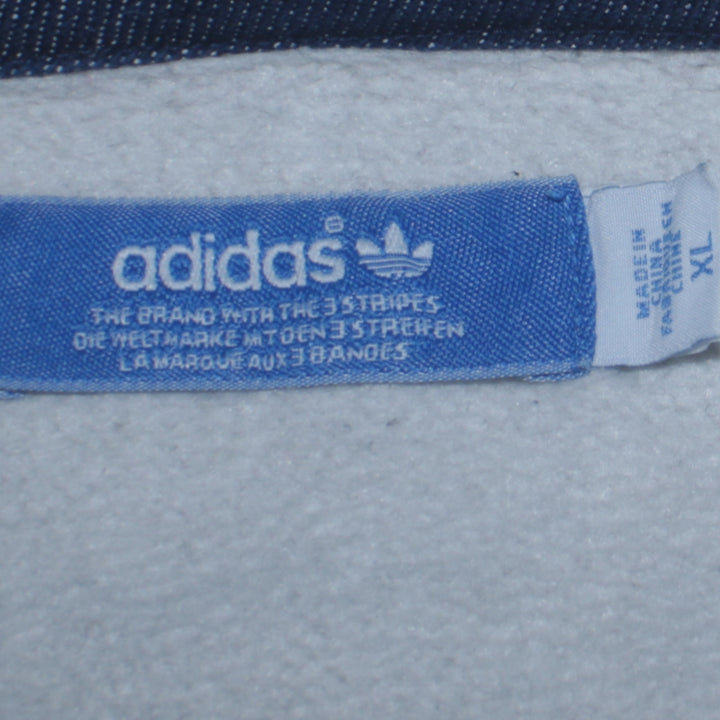 adidas®
THE BRAND WITH THE 3 STRIPES
DIE WELTMARKE MIT DEN 3 STREIFEN
LA MARQUE AUX 3 BANDES
MADE IN
CHINA
FABRIQUE EN
CHINE
XL